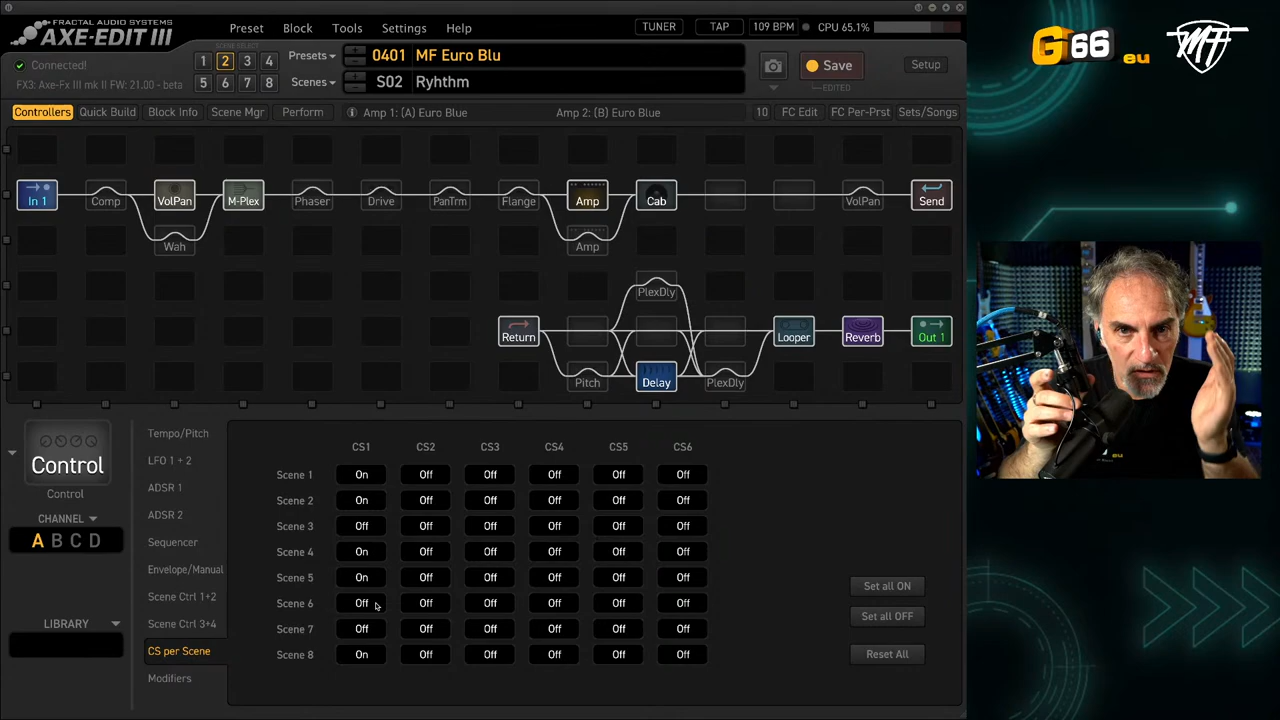 FRACTAL AUDIO SYSTEMS
AXE-EDIT III
Connected!
FX3: Axe-Fx III mk II FW: 21.00 - beta
Preset Block Tools Settings Help
TUNER TAP 109 BPM CPU 65.1%
SCENE SELECT
1 2 3 4
5 6 7 8
Presets 0401 MF Euro Blu
Scenes S02 Ryhthm
Save
EDITED
Setup
Controllers Quick Build Block Info Scene Mgr Perform
Amp 1: (A) Euro Blue Amp 2: (B) Euro Blue
10 FC Edit FC Per-Prst Sets/Songs
In 1 Comp VolPan M-Plex Phaser Drive PanTrm Flange Amp Cab VolPan Send
Wah Amp
PlexDly
Return Looper Reverb Out 1
Pitch Delay PlexDly
Control
Control
CHANNEL
A B C D
LIBRARY
Tempo/Pitch
LFO 1 + 2
ADSR 1
ADSR 2
Sequencer
Envelope/Manual
Scene Ctrl 1+2
Scene Ctrl 3+4
CS per Scene
Modifiers
CS1 CS2 CS3 CS4 CS5 CS6
Scene 1 On Off Off Off Off Off
Scene 2 On Off Off Off Off Off
Scene 3 Off Off Off Off Off Off
Scene 4 On Off Off Off Off Off
Scene 5 On Off Off Off Off Off
Scene 6 Off Off Off Off Off Off
Scene 7 Off Off Off Off Off Off
Scene 8 On Off Off Off Off Off
Set all ON
Set all OFF
Reset All
G66
eu
MF